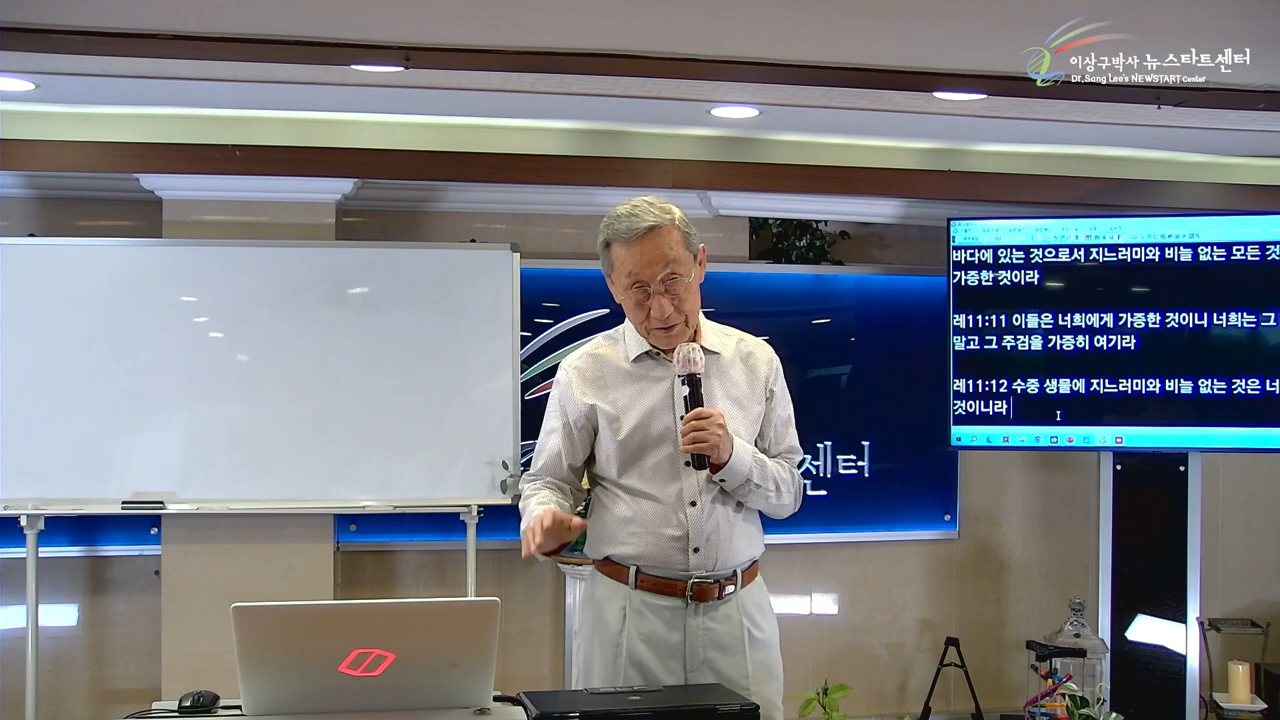 이상구박사 뉴스타트센터
Dr. Sang Lee's NEWSTART Center
바다에 있는 것으로서 지느러미와 비늘 없는 모든 것
가증한 것이라
레11:11 이들은 너희에게 가증한 것이니 너희는 그
말고 그 주검을 가증히 여기라
레11:12 수중 생물에 지느러미와 비늘 없는 것은 너
것이니라
센터